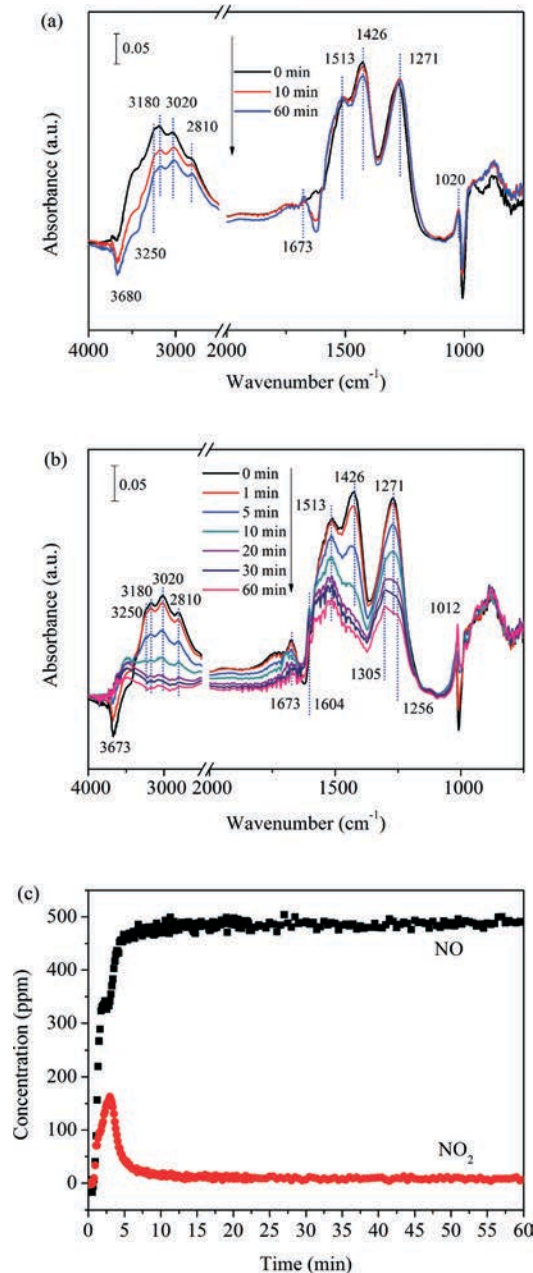 (a)
0.05
3180 3020
2810
0 min
10 min
60 min
1426
1513
1271
1020
3250
3680
1673
Absorbance (a.u.)
4000 3000 2000 1500 1000
Wavenumber (cm⁻¹)
(b)
0.05
0 min
1 min
5 min
10 min
20 min
30 min
60 min
1426
1513
1271
3020
3180
3250
2810
1012
1305
1673
1604
1256
3673
Absorbance (a.u.)
4000 3000 2000 1500 1000
Wavenumber (cm⁻¹)
(c)
500
400
300
200
100
0
NO
NO₂
Concentration (ppm)
0 5 10 15 20 25 30 35 40 45 50 55 60
Time (min)